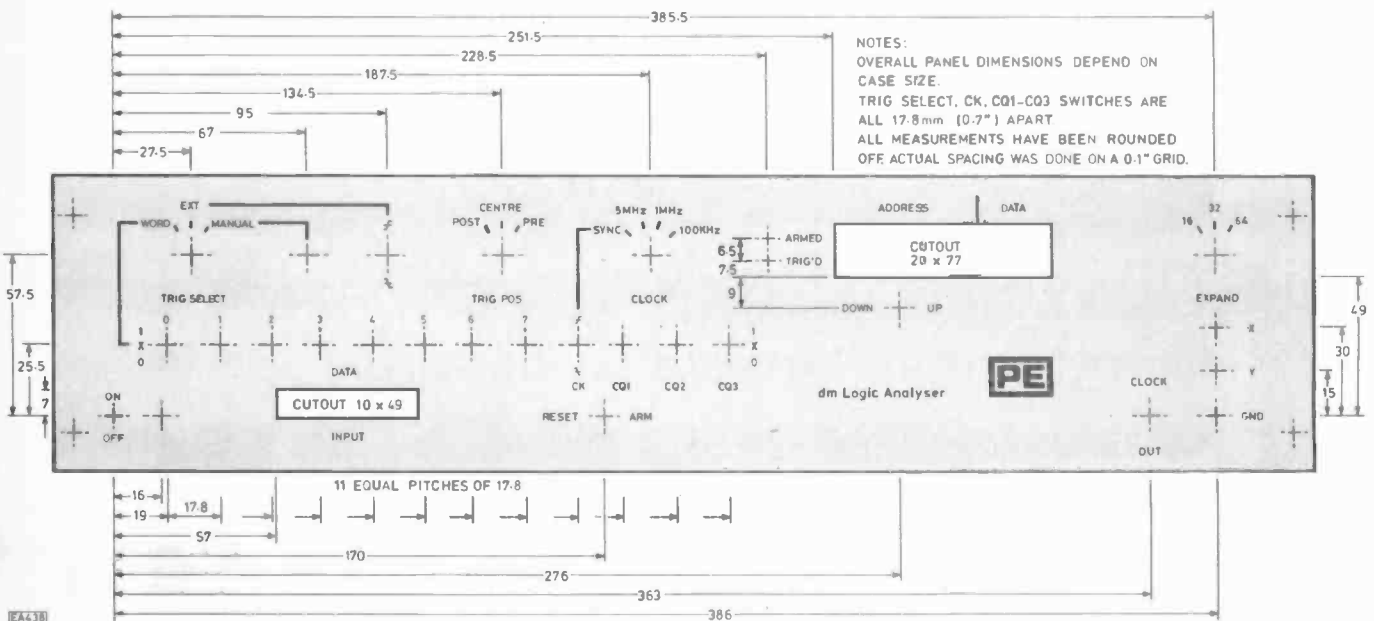 385·5
251·5
228·5
187·5
134·5
95
67
27·5
NOTES:
OVERALL PANEL DIMENSIONS DEPEND ON
CASE SIZE.
TRIG SELECT, CK, CQ1-CQ3 SWITCHES ARE
ALL 17·8mm (0·7") APART
ALL MEASUREMENTS HAVE BEEN ROUNDED
OFF. ACTUAL SPACING WAS DONE ON A 0·1" GRID.
EXT
WORD MANUAL
TRIG SELECT
CENTRE
POST PRE
TRIG POS
5MHz 1MHz
SYNC 100KHz
CLOCK
ARMED
TRIG'D
6·5
7·5
9
ADDRESS DATA
CUTOUT
20 x 77
DOWN UP
32
16 64
EXPAND
X
Y
GND
57·5
25·5
7
49
30
15
1
X
0
0 1 2 3 4 5 6 7
DATA
CK CQ1 CQ2 CQ3
1
X
0
ON
OFF
CUTOUT 10 x 49
INPUT
RESET ARM
PE
dm Logic Analyser
CLOCK
OUT
11 EQUAL PITCHES OF 17·8
16
19 17·8
57
170
276
363
386
EA438